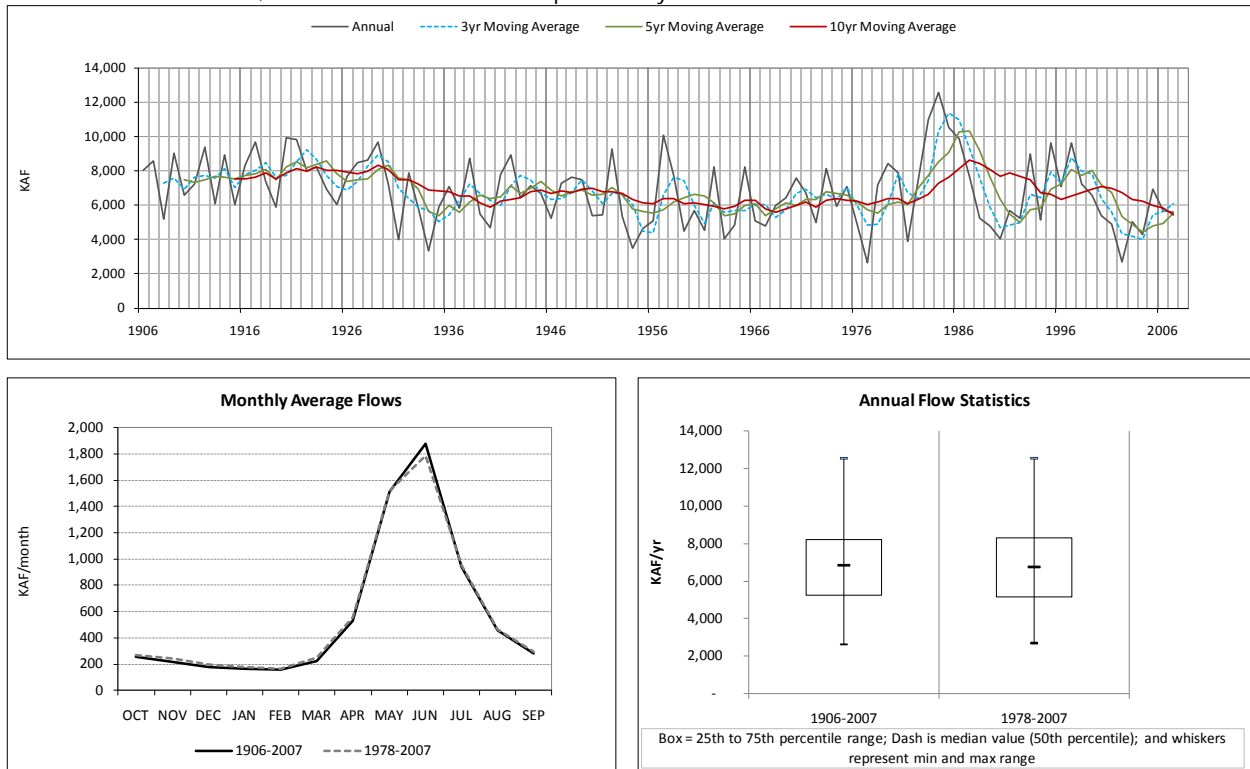 Annual 3yr Moving Average 5yr Moving Average 10yr Moving Average
14,000
12,000
10,000
8,000
6,000
4,000
2,000
0
KAF
1906 1916 1926 1936 1946 1956 1966 1976 1986 1996 2006
Monthly Average Flows
2,000
1,800
1,600
1,400
1,200
1,000
800
600
400
200
0
KAF/month
OCT NOV DEC JAN FEB MAR APR MAY JUN JUL AUG SEP
1906-2007 1978-2007
Annual Flow Statistics
14,000
12,000
10,000
8,000
6,000
4,000
2,000
-
KAF/yr
1906-2007 1978-2007
Box = 25th to 75th percentile range; Dash is median value (50th percentile); and whiskers
represent min and max range